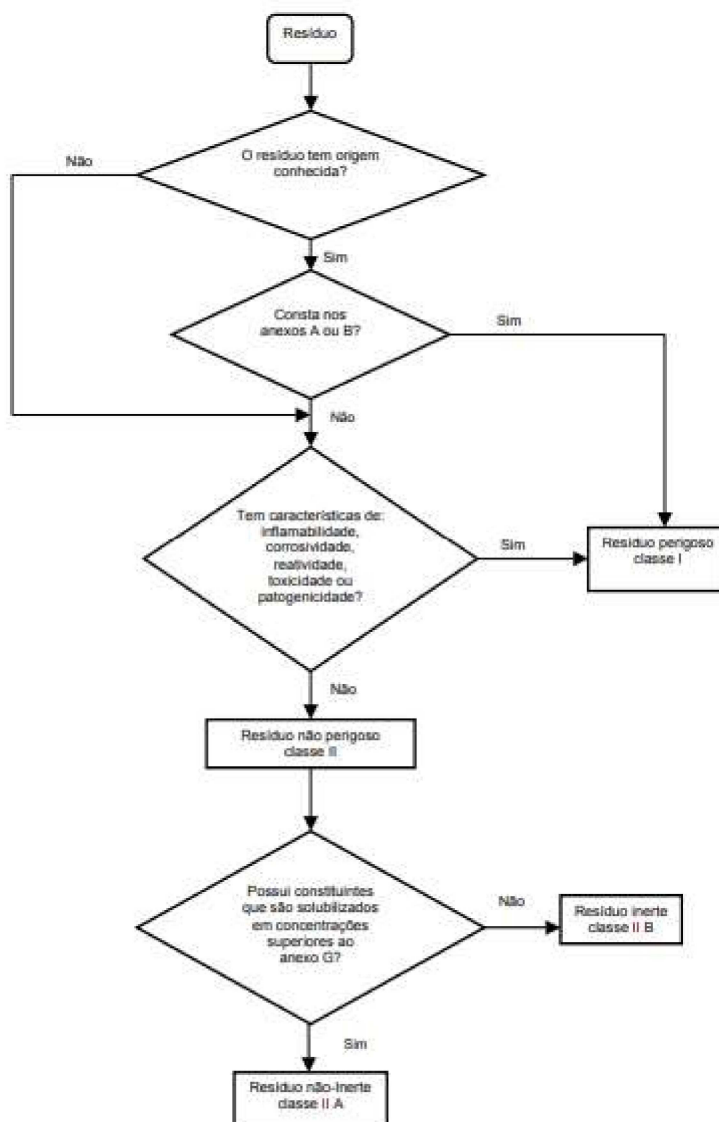 Resíduo
Não
O resíduo tem origem
conhecida?
Sim
Consta nos
anexos A ou B?
Sim
Não
Tem características de:
inflamabilidade,
corrosividade,
reatividade,
toxicidade ou
patogenicidade?
Sim
Resíduo perigoso
classe I
Não
Resíduo não perigoso
classe II
Possui constituintes
que são solubilizados
em concentrações
superiores ao
anexo G?
Não
Resíduo inerte
classe II B
Sim
Resíduo não-Inerte
classe II A